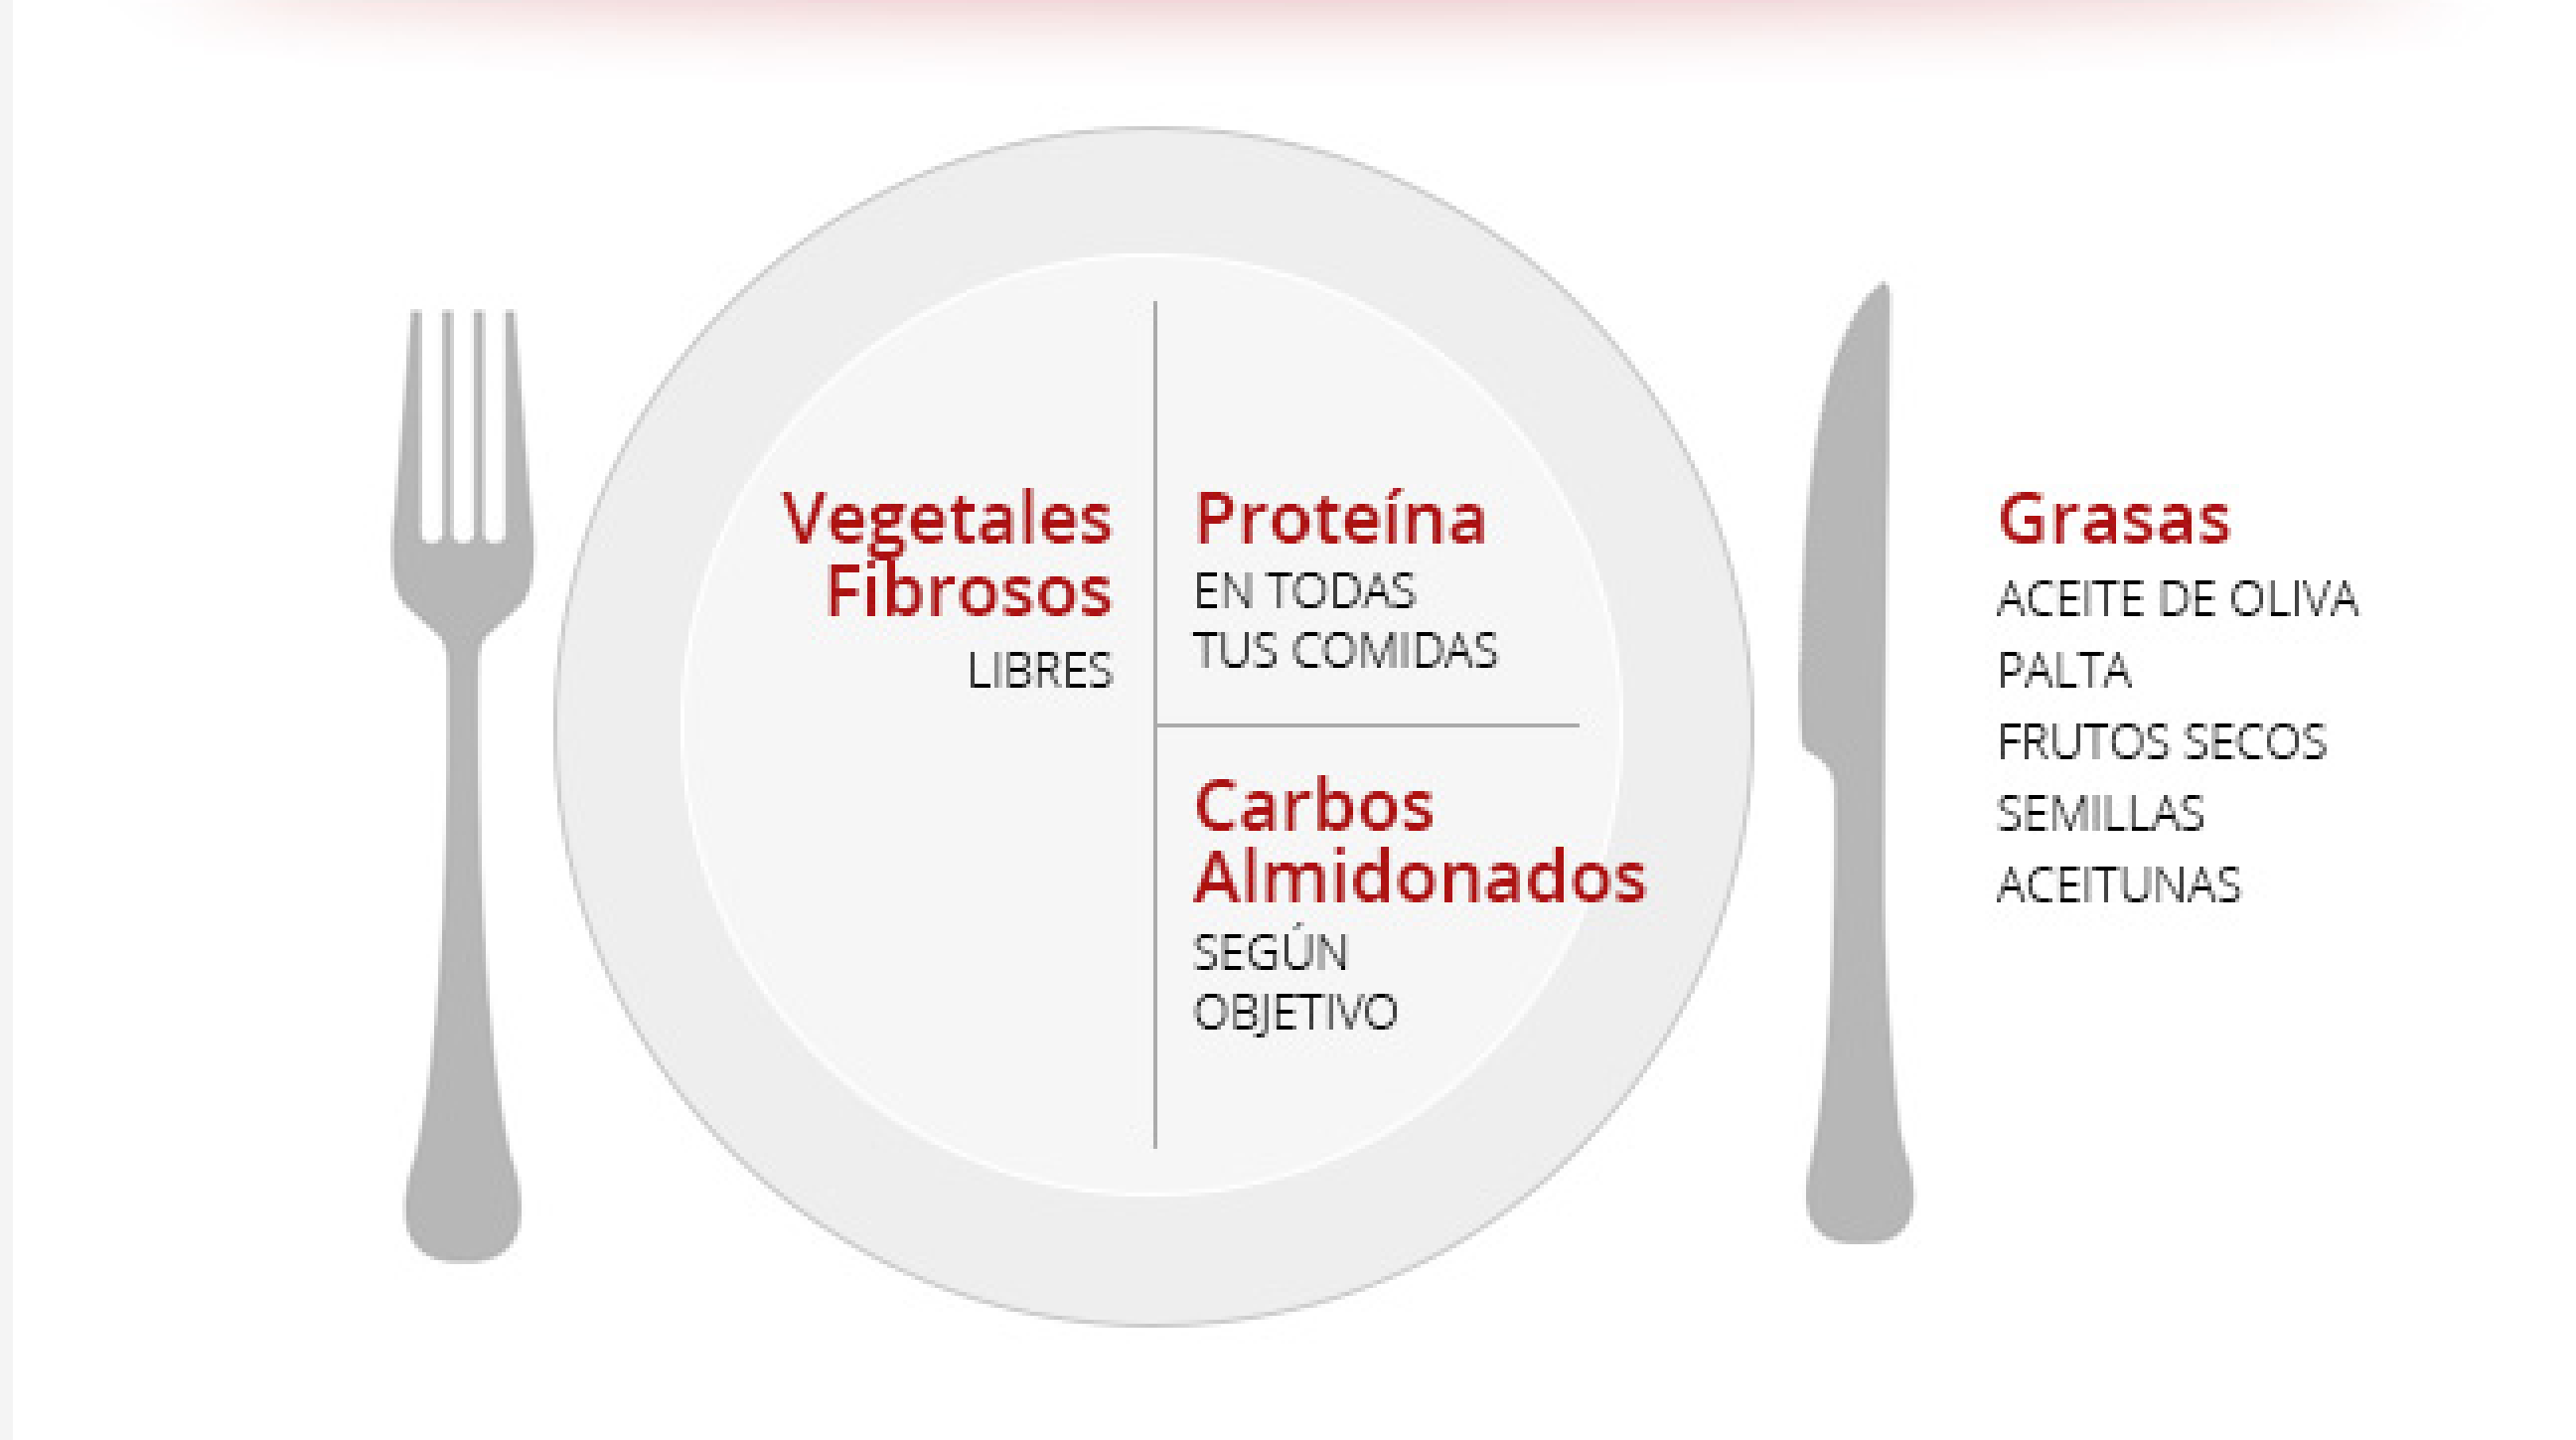 Vegetales
Fibrosos
LIBRES
Proteína
EN TODAS
TUS COMIDAS
Carbos
Almidonados
SEGÚN
OBJETIVO
Grasas
ACEITE DE OLIVA
PALTA
FRUTOS SECOS
SEMILLAS
ACEITUNAS